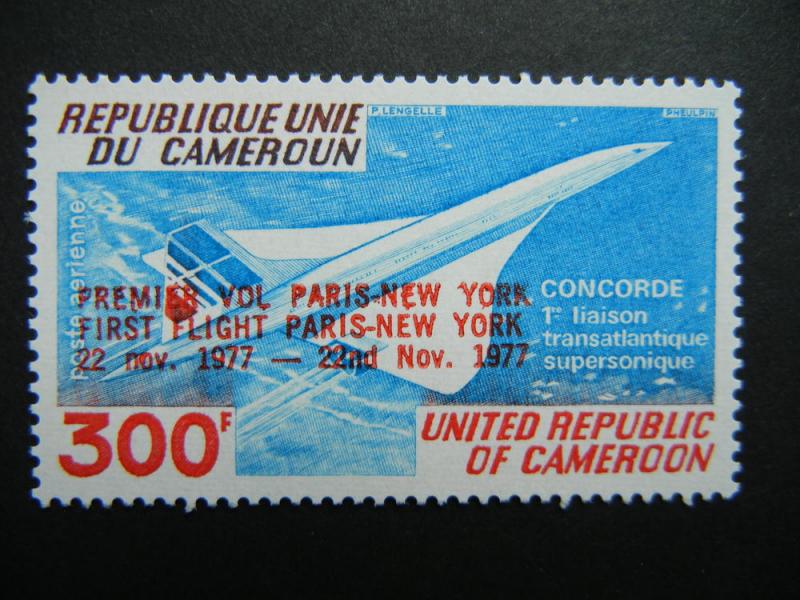 REPUBLIQUE UNIE
DU CAMEROUN
P. LENGELLE
PHEULPIN
poste aérienne
PREMIER VOL PARIS-NEW YORK
FIRST FLIGHT PARIS-NEW YORK
22 nov. 1977 — 22nd Nov. 1977
CONCORDE
1re liaison
transatlantique
supersonique
300F
UNITED REPUBLIC
OF CAMEROON